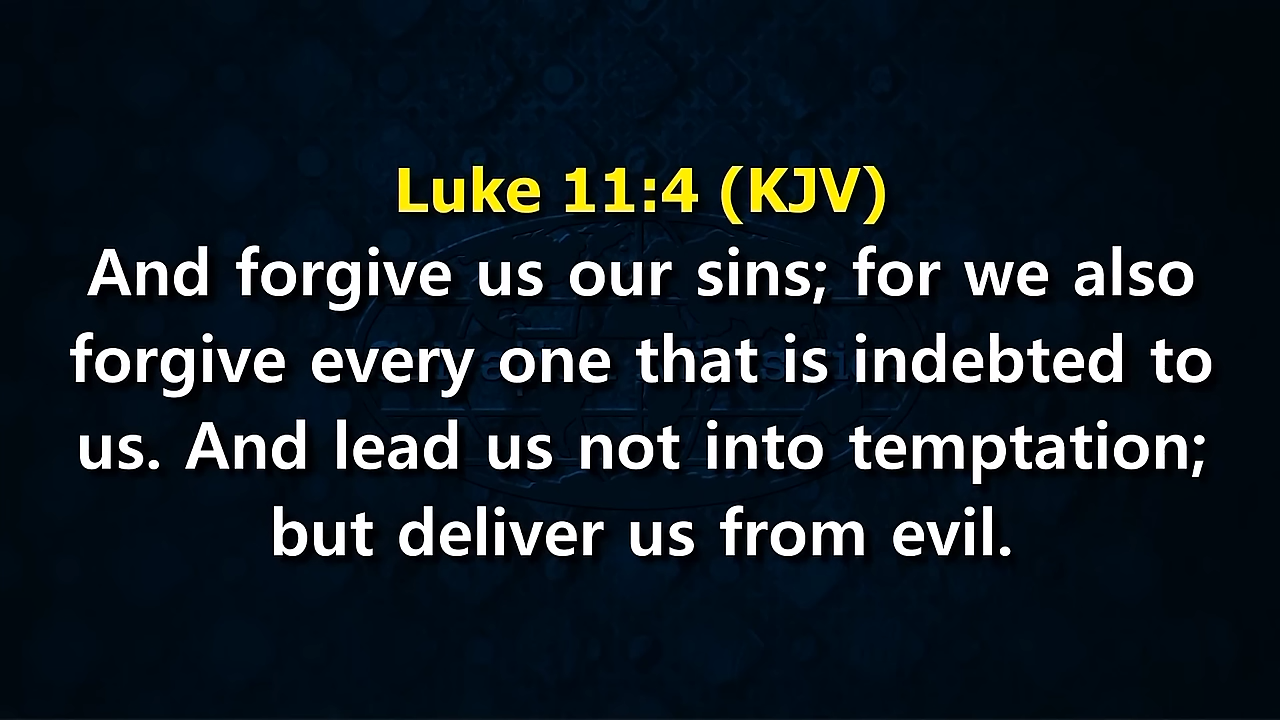 Luke 11:4 (KJV)
And forgive us our sins; for we also
forgive every one that is indebted to
us. And lead us not into temptation;
but deliver us from evil.